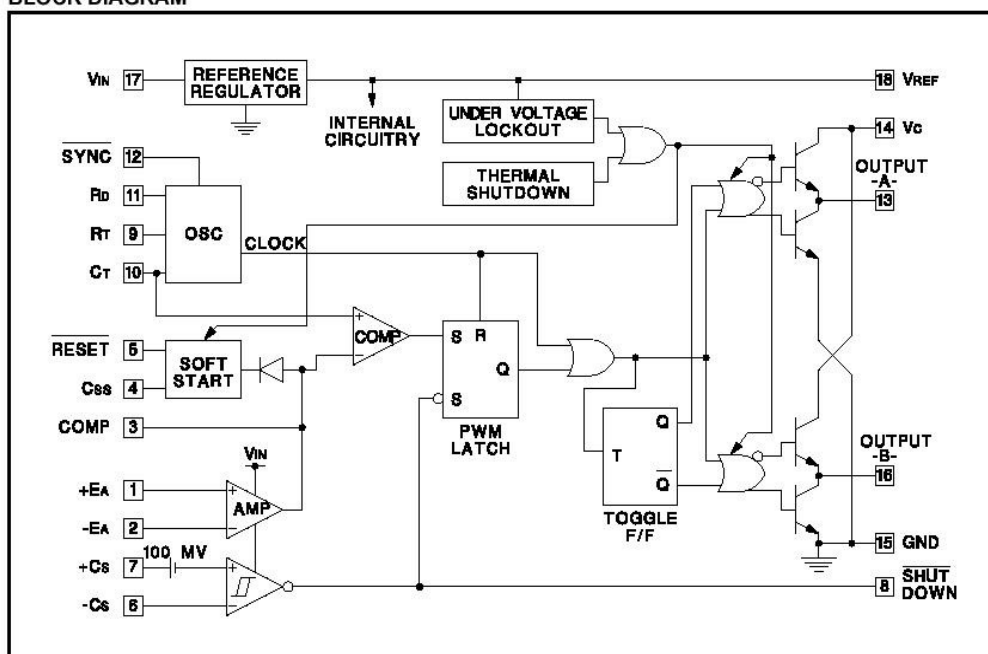 BLOCK DIAGRAM
VIN 17
REFERENCE
REGULATOR
18 VREF
INTERNAL
CIRCUITRY
UNDER VOLTAGE
LOCKOUT
14 VC
SYNC 12
THERMAL
SHUTDOWN
OUTPUT
-A-
13
RD 11
RT 9
CT 10
OSC
CLOCK
COMP
+
−
RESET 5
CSS 4
SOFT
START
S R
Q
S
PWM
LATCH
COMP 3
T
Q
Q
TOGGLE
F/F
OUTPUT
-B-
16
VIN
+EA 1
-EA 2
+
−
AMP
+CS 7
100 MV
-CS 6
+
−
15 GND
8 SHUT
DOWN